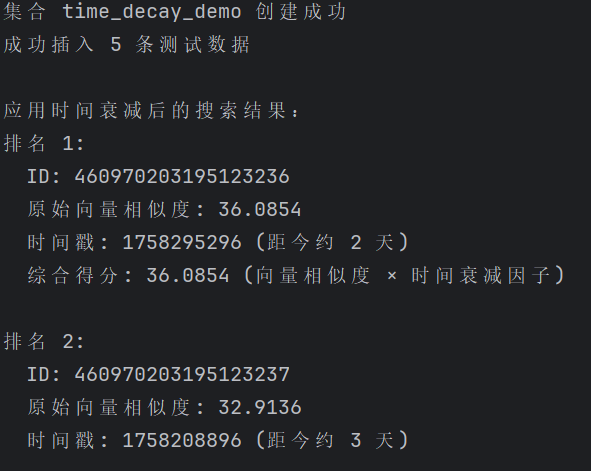 集合 time_decay_demo 创建成功
成功插入 5 条测试数据
应用时间衰减后的搜索结果：
排名 1:
ID: 460970203195123236
原始向量相似度: 36.0854
时间戳: 1758295296 (距今约 2 天)
综合得分: 36.0854 (向量相似度 × 时间衰减因子)
排名 2:
ID: 460970203195123237
原始向量相似度: 32.9136
时间戳: 1758208896 (距今约 3 天)